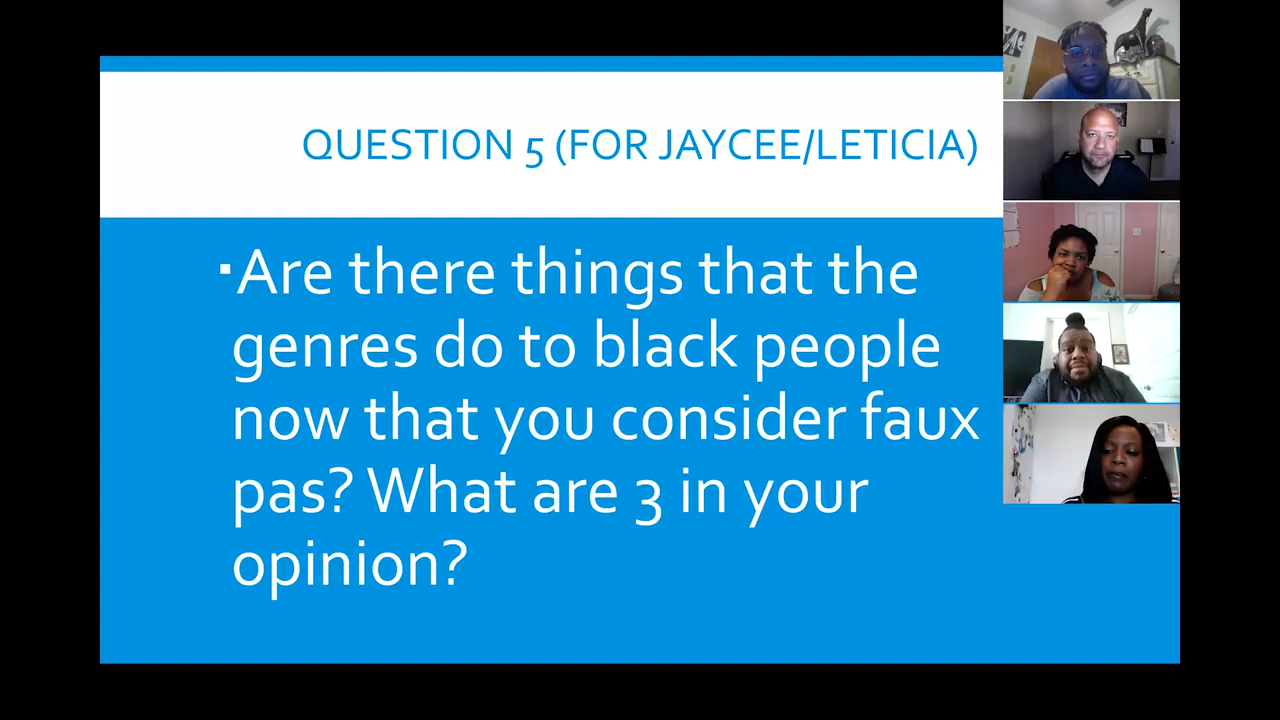 QUESTION 5 (FOR JAYCEE/LETICIA)
▪Are there things that the
genres do to black people
now that you consider faux
pas? What are 3 in your
opinion?